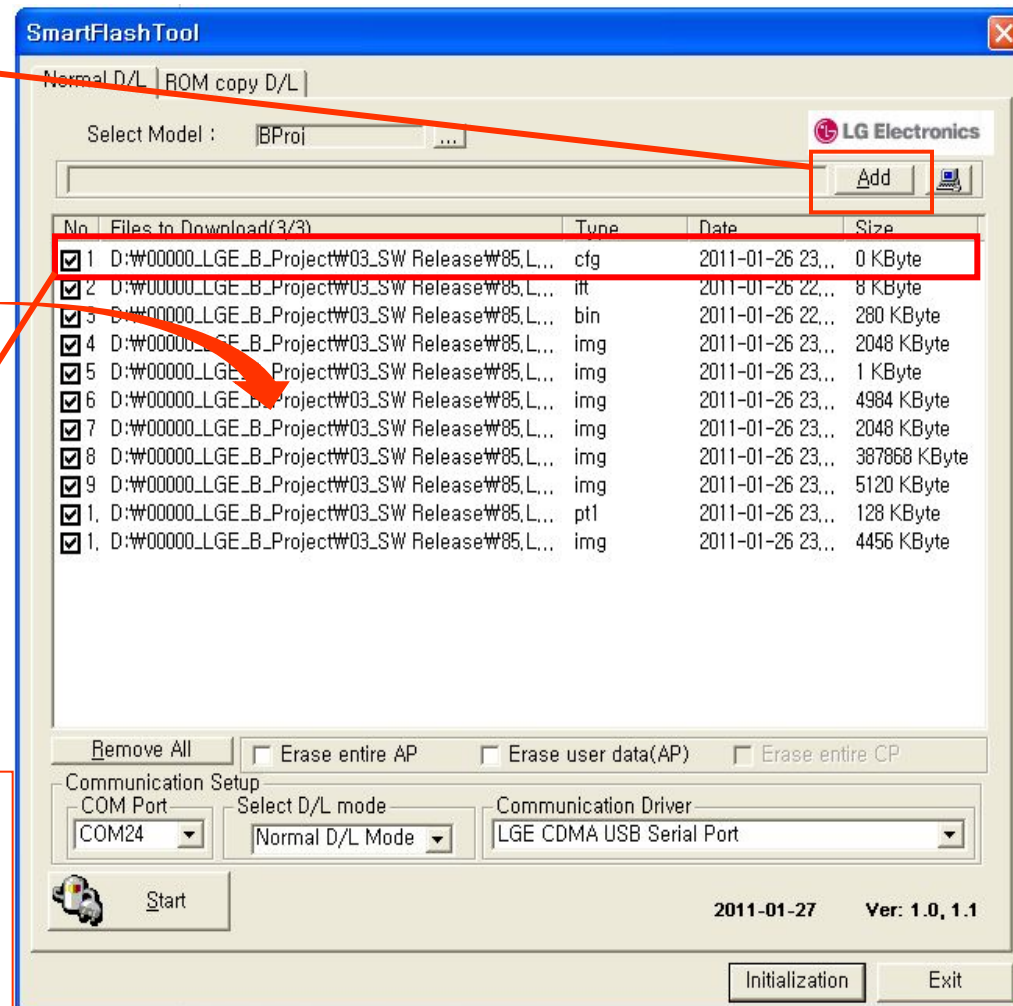 SmartFlashTool
Normal D/L ROM copy D/L
Select Model : BProj ... LG Electronics
Add
No Files to Download(3/3) Type Date Size
1 D:₩00000_LGE_B_Project₩03_SW Release₩85,L... cfg 2011-01-26 23... 0 KByte
2 D:₩00000_LGE_B_Project₩03_SW Release₩85,L... ift 2011-01-26 22... 8 KByte
3 D:₩00000_LGE_B_Project₩03_SW Release₩85,L... bin 2011-01-26 22... 280 KByte
4 D:₩00000_LGE_B_Project₩03_SW Release₩85,L... img 2011-01-26 23... 2048 KByte
5 D:₩00000_LGE_B_Project₩03_SW Release₩85,L... img 2011-01-26 23... 1 KByte
6 D:₩00000_LGE_B_Project₩03_SW Release₩85,L... img 2011-01-26 23... 4984 KByte
7 D:₩00000_LGE_B_Project₩03_SW Release₩85,L... img 2011-01-26 23... 2048 KByte
8 D:₩00000_LGE_B_Project₩03_SW Release₩85,L... img 2011-01-26 23... 387868 KByte
9 D:₩00000_LGE_B_Project₩03_SW Release₩85,L... img 2011-01-26 23... 5120 KByte
1. D:₩00000_LGE_B_Project₩03_SW Release₩85,L... pt1 2011-01-26 23... 128 KByte
1. D:₩00000_LGE_B_Project₩03_SW Release₩85,L... img 2011-01-26 23... 4456 KByte
Remove All Erase entire AP Erase user data(AP) Erase entire CP
Communication Setup
COM Port Select D/L mode Communication Driver
COM24 Normal D/L Mode LGE CDMA USB Serial Port
Start
2011-01-27 Ver: 1.0, 1.1
Initialization Exit